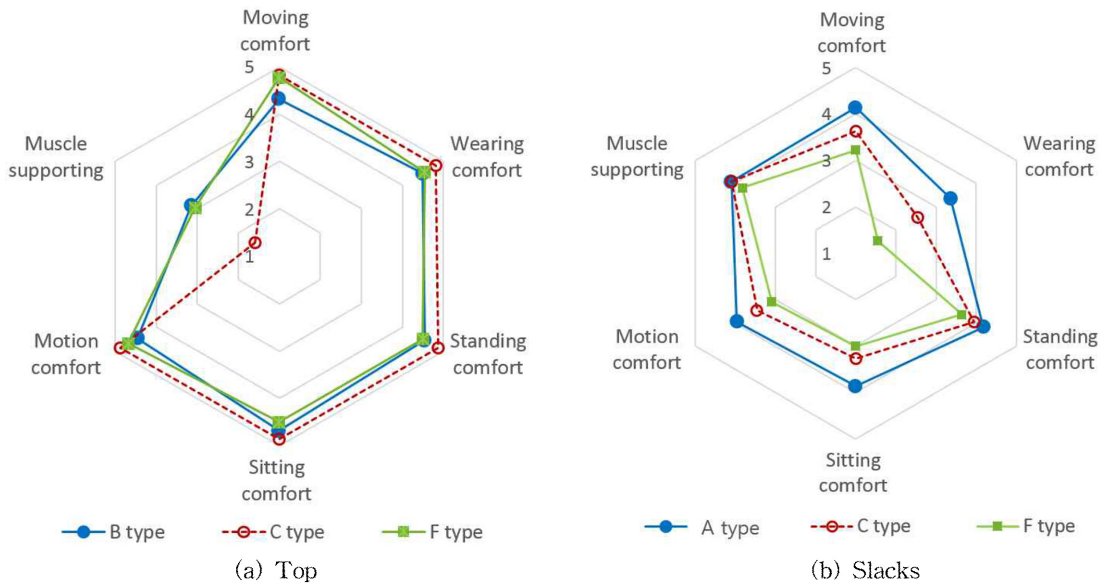 Moving
comfort
5
4
3
2
1
Wearing
comfort
Standing
comfort
Sitting
comfort
Motion
comfort
Muscle
supporting
B type
C type
F type
(a) Top
Moving
comfort
5
4
3
2
1
Wearing
comfort
Standing
comfort
Sitting
comfort
Motion
comfort
Muscle
supporting
A type
C type
F type
(b) Slacks